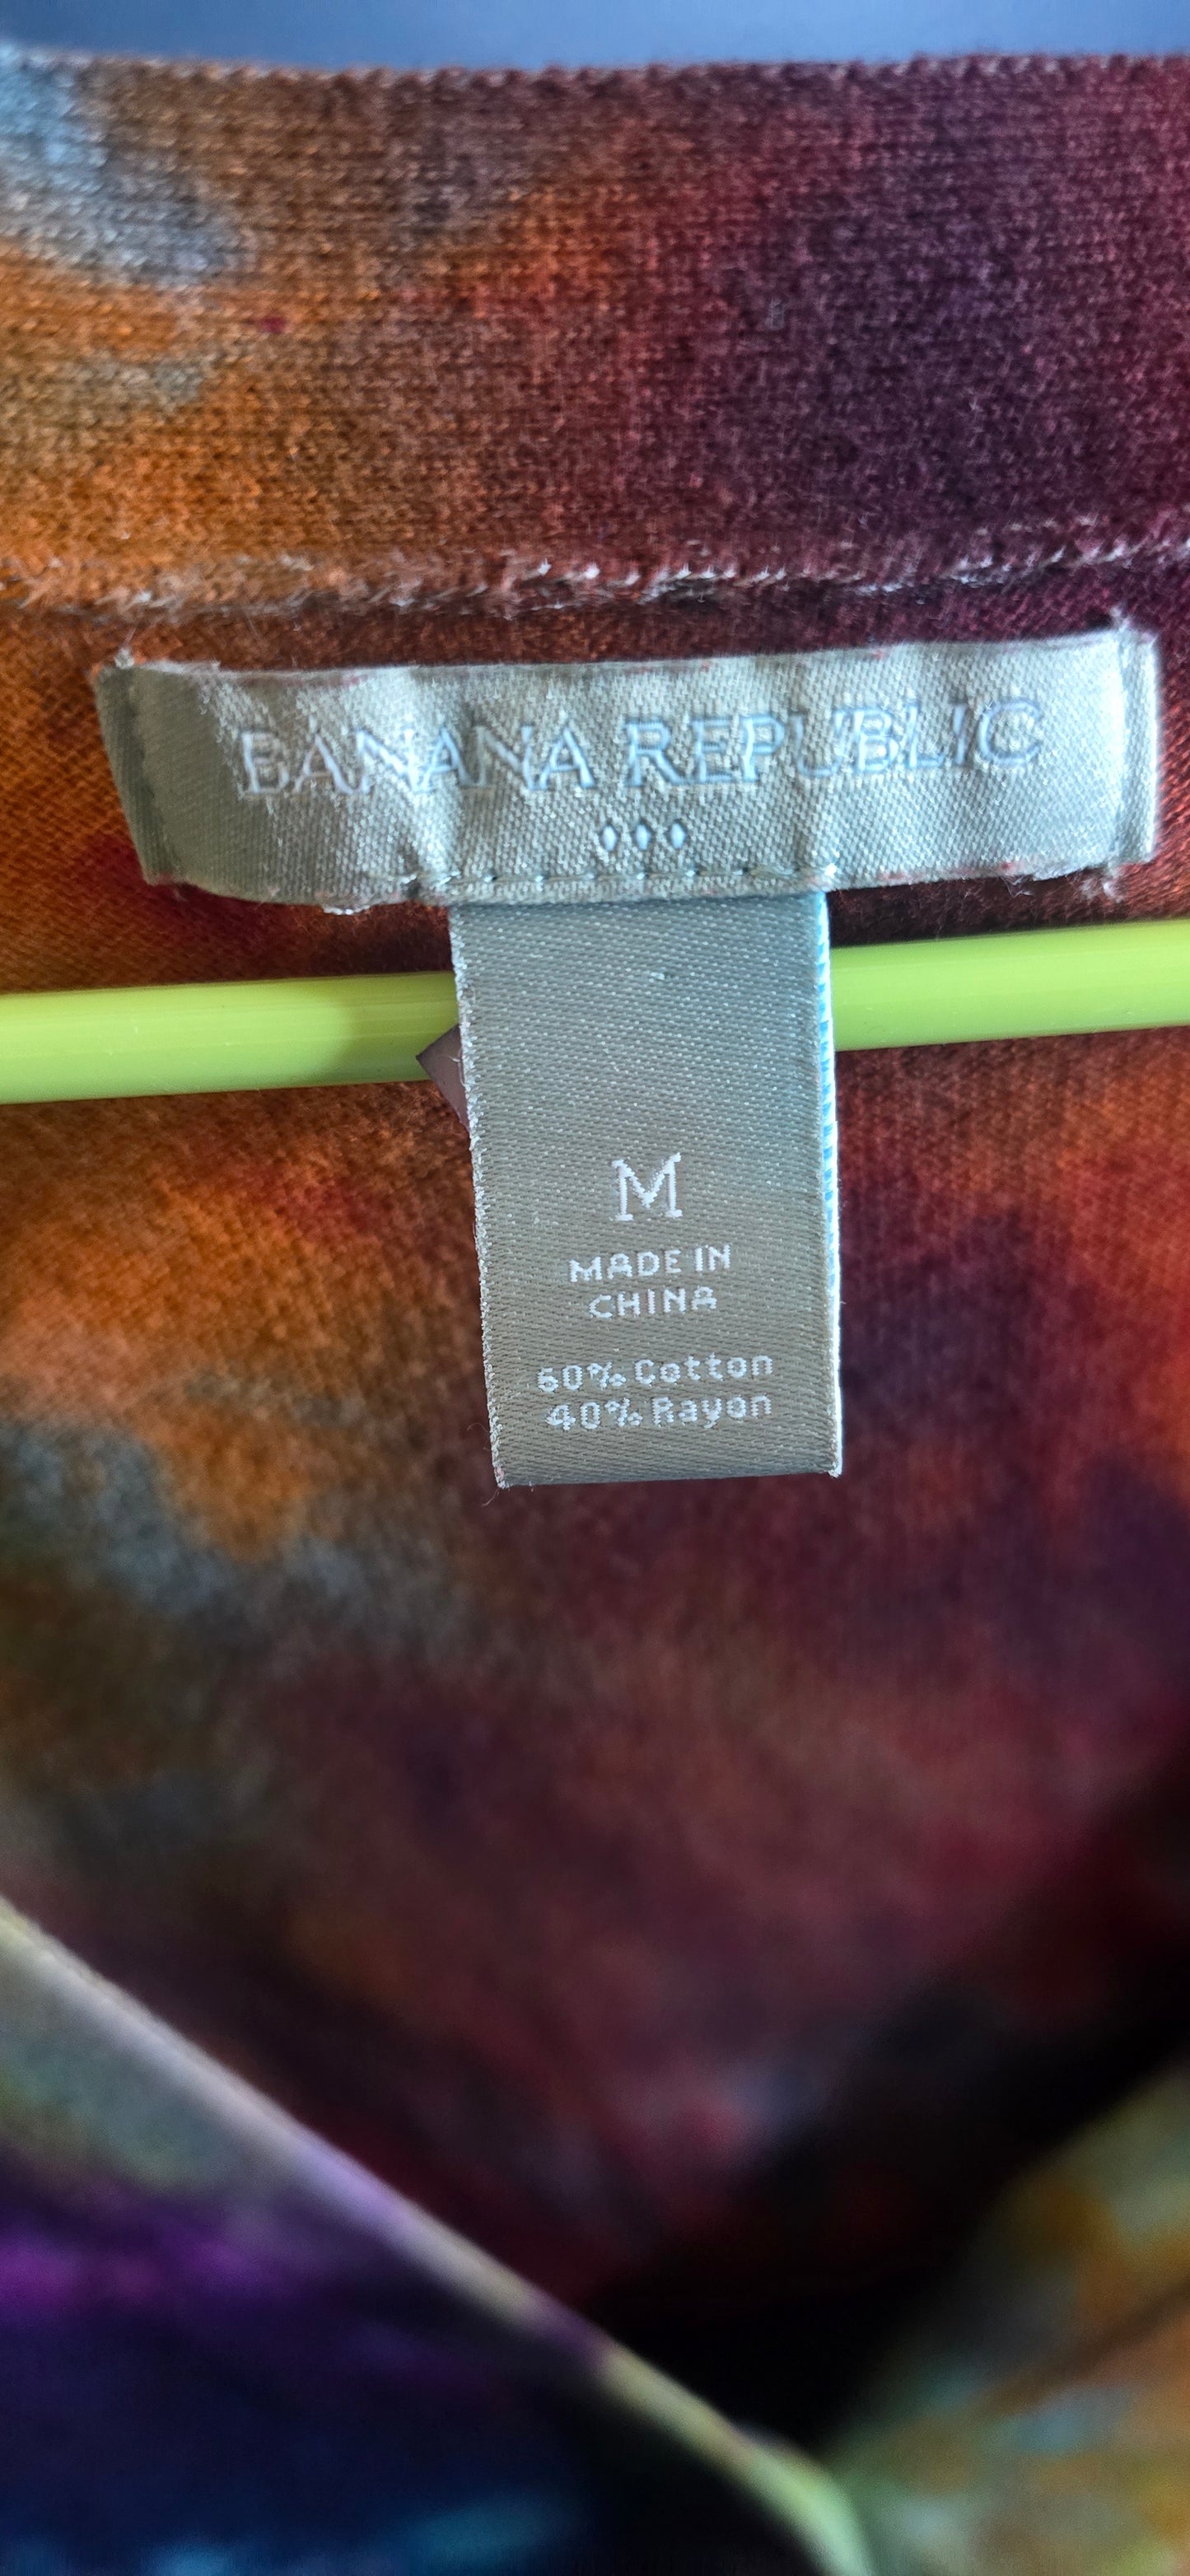 BANANA REPUBLIC
M
MADE IN
CHINA
60% Cotton
40% Rayon